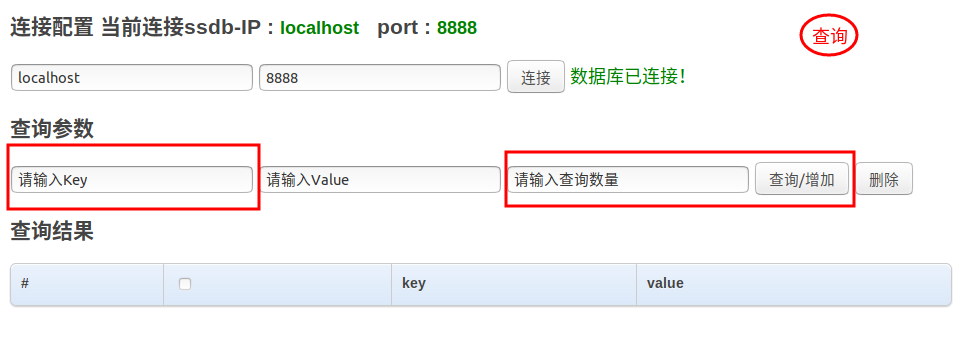 连接配置 当前连接ssdb-IP : localhost port : 8888
查询
localhost 8888 连接 数据库已连接!
查询参数
请输入Key 请输入Value 请输入查询数量 查询/增加 删除
查询结果
# key value